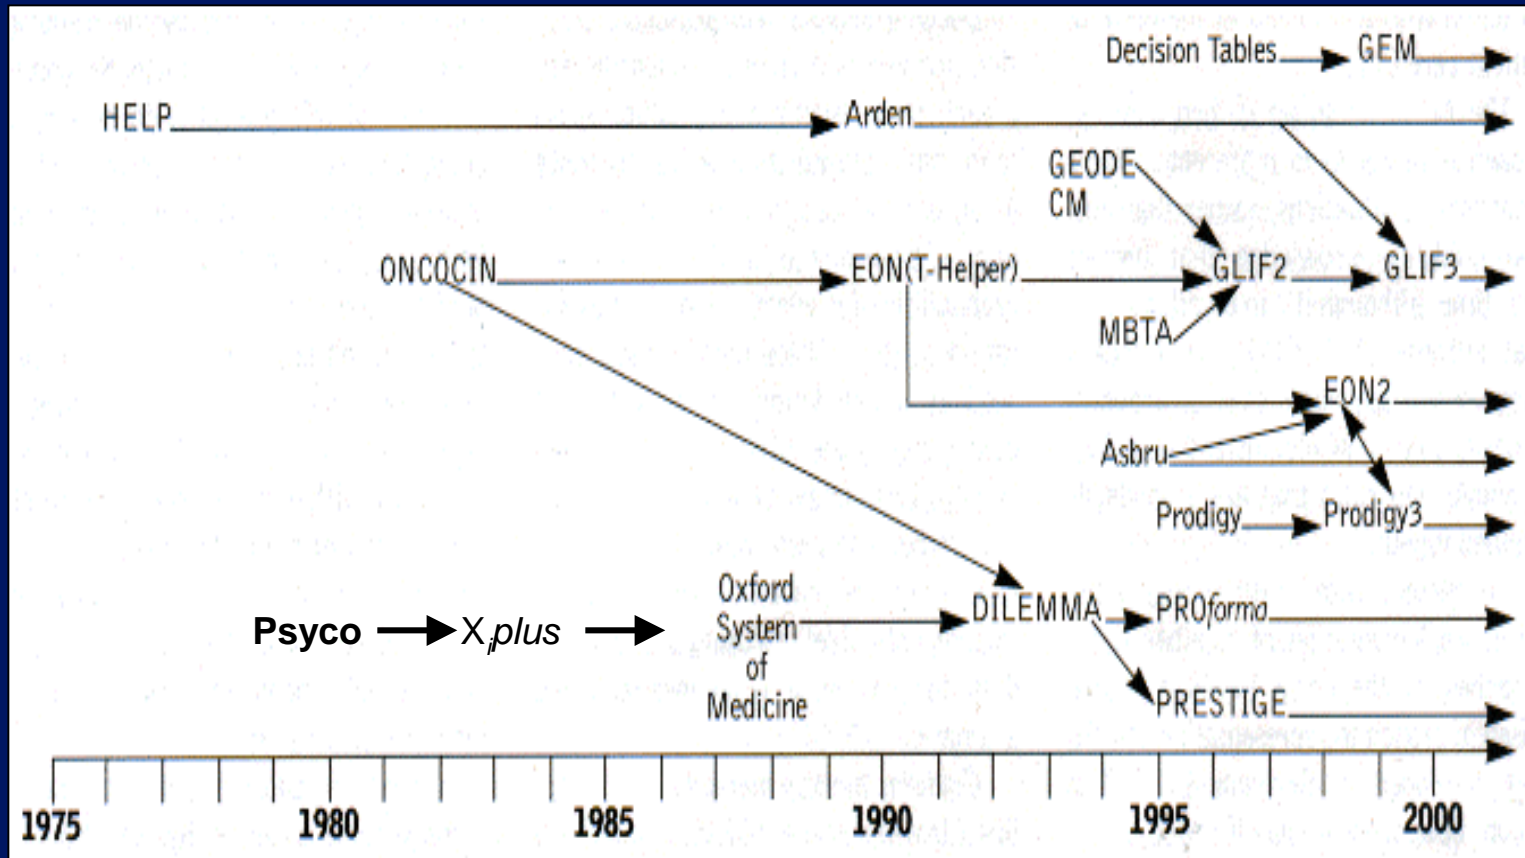 Decision Tables GEM
HELP Arden
GEODE
CM
ONCOCIN EON(T-Helper) GLIF2 GLIF3
MBTA
EON2
Asbru
Prodigy Prodigy3
Oxford
System
of
Medicine
DILEMMA PROforma
Psyco Xiplus
PRESTIGE
1975 1980 1985 1990 1995 2000